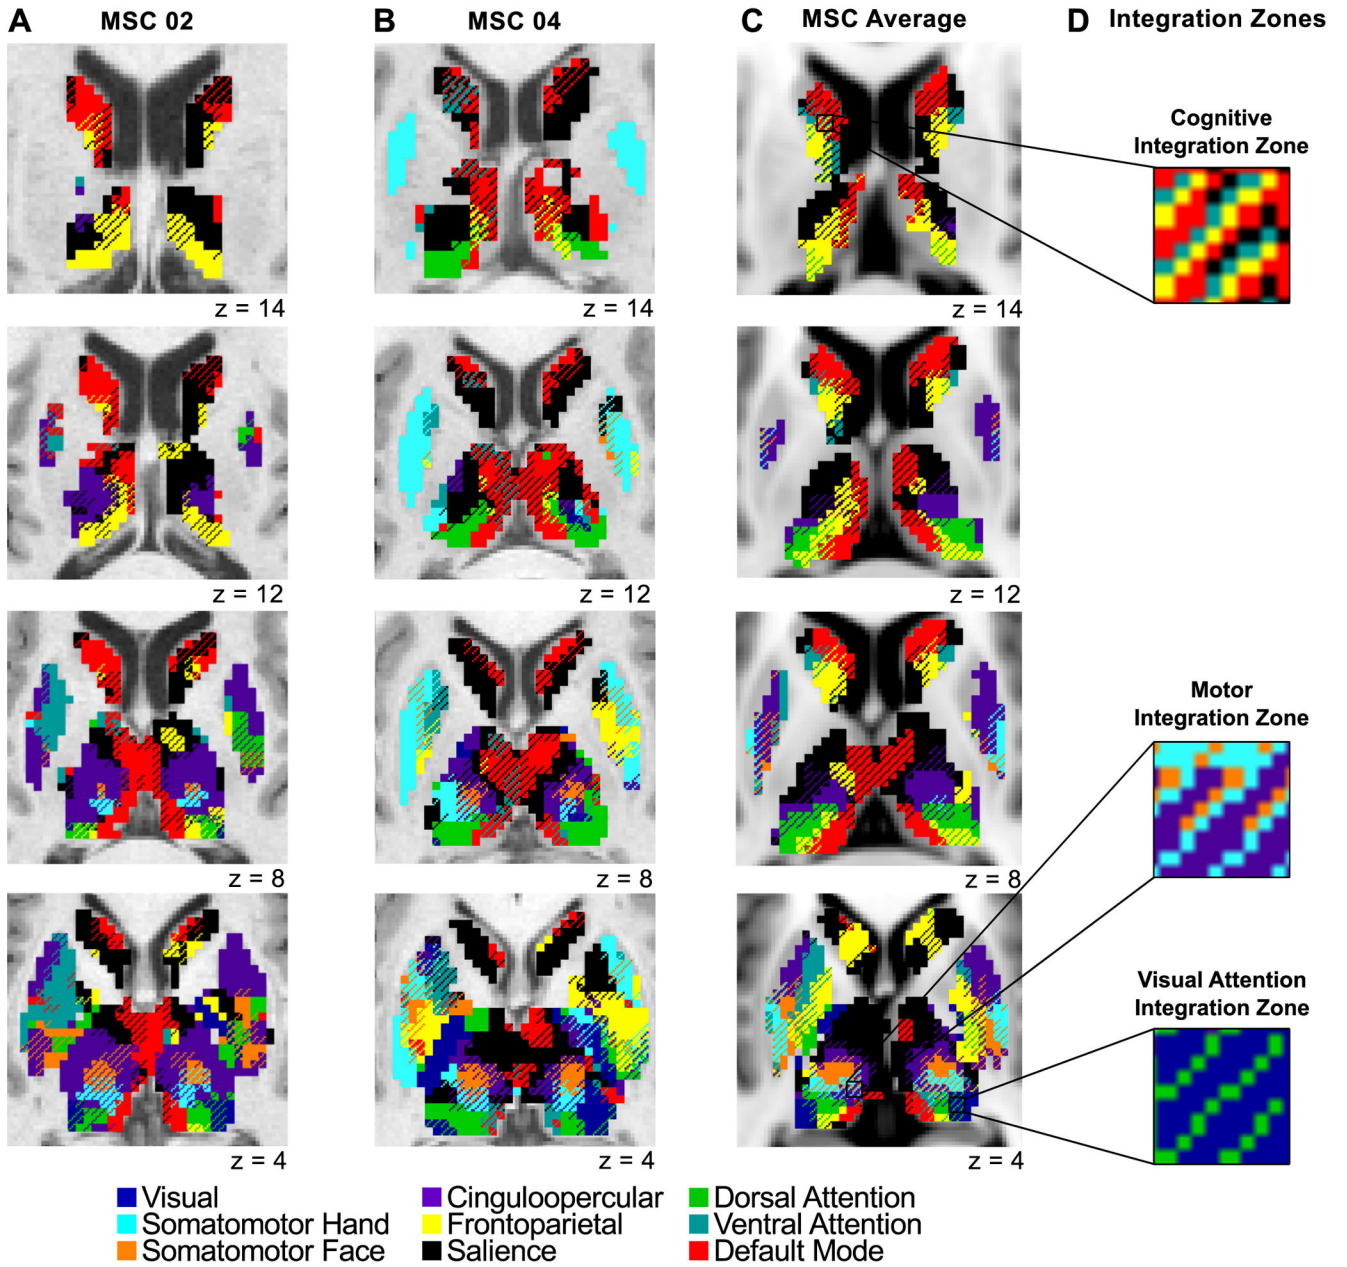 A MSC 02
B MSC 04
C MSC Average
D Integration Zones
Cognitive
Integration Zone
z = 14
z = 14
z = 14
z = 12
z = 12
z = 12
Motor
Integration Zone
z = 8
z = 8
z = 8
Visual Attention
Integration Zone
z = 4
z = 4
z = 4
Visual
Somatomotor Hand
Somatomotor Face
Cinguloopercular
Frontoparietal
Salience
Dorsal Attention
Ventral Attention
Default Mode